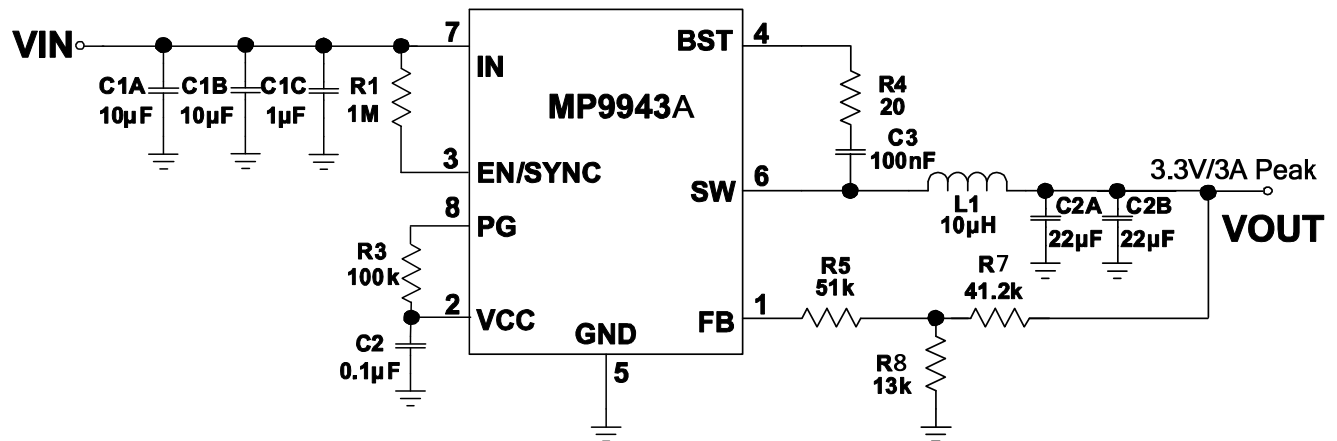 VIN
C1A
10µF
C1B
10µF
C1C
1µF
R1
1M
7
IN
3
EN/SYNC
8
PG
R3
100k
2
VCC
C2
0.1µF
MP9943A
GND
5
BST
4
R4
20
C3
100nF
SW
6
L1
10µH
3.3V/3A Peak
C2A
22µF
C2B
22µF
VOUT
FB
1
R5
51k
R7
41.2k
R8
13k